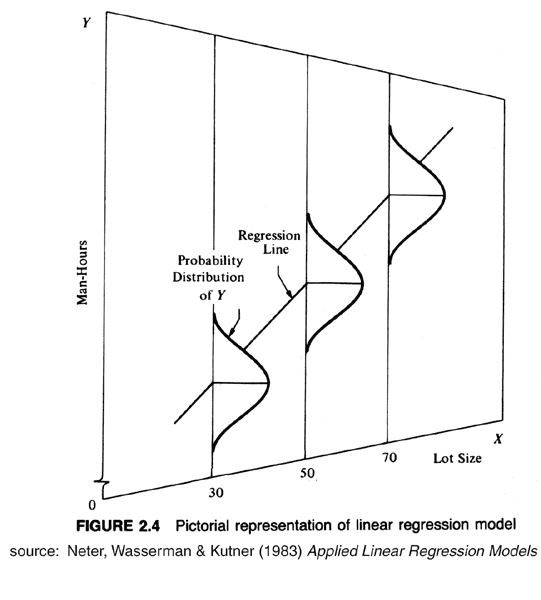 Y
Regression
Line
Probability
Distribution
of Y
Man-Hours
X
70
Lot Size
50
30
0
FIGURE 2.4 Pictorial representation of linear regression model
source: Neter, Wasserman & Kutner (1983) Applied Linear Regression Models